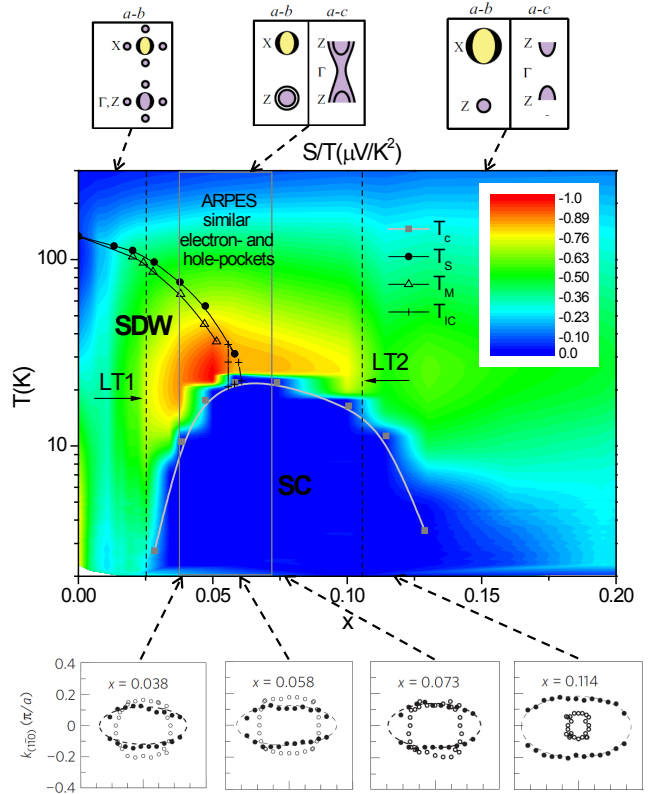 a-b
a-b
a-c
a-b
a-c
X
Γ,Z
X
Z
Z
Γ
Z
X
Z
Z
Γ
Z
S/T(μV/K²)
ARPES
similar
electron- and
hole-pockets
SDW
LT1
LT2
SC
T_c
T_S
T_M
T_IC
-1.0
-0.89
-0.76
-0.63
-0.50
-0.36
-0.23
-0.10
0.0
T(K)
100
10
0.00
0.05
0.10
0.15
0.20
x
k(11̄0) (π/a)
0.4
0.2
0
-0.2
-0.4
x = 0.038
x = 0.058
x = 0.073
x = 0.114